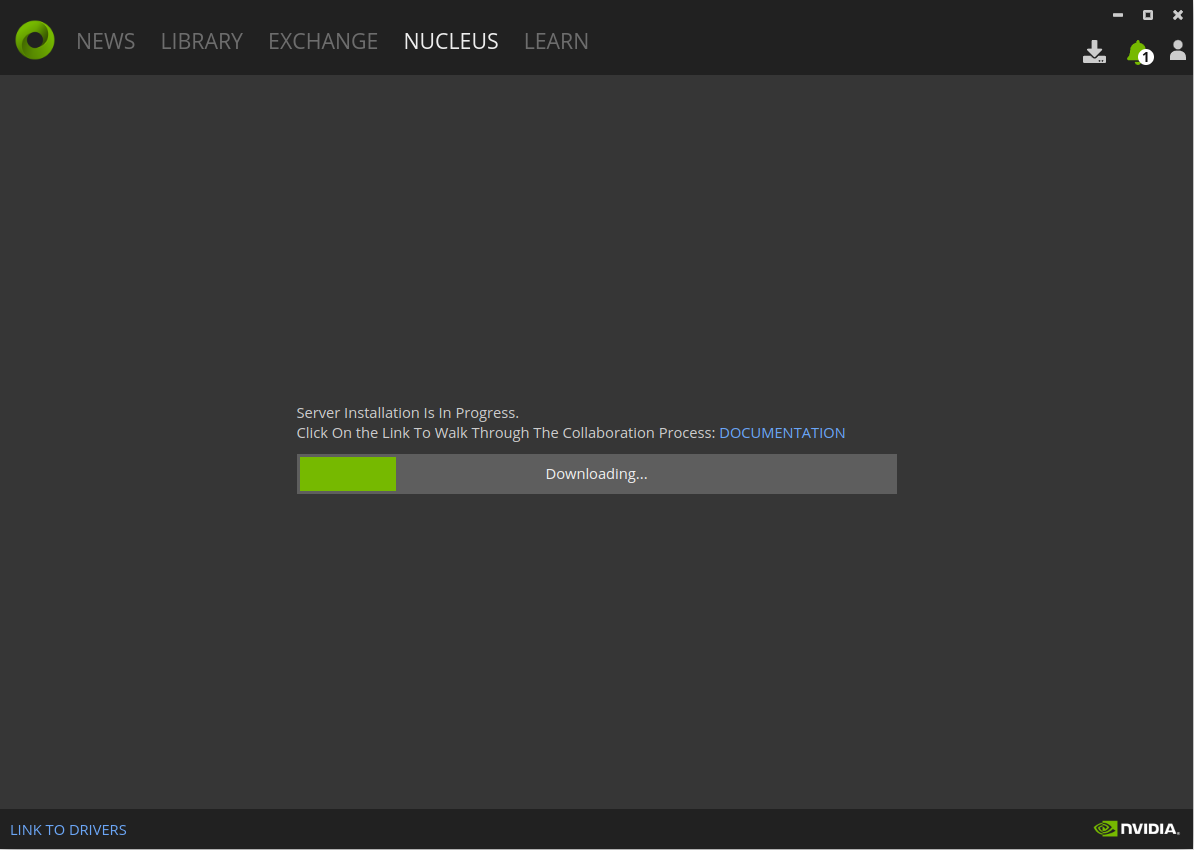 NEWS LIBRARY EXCHANGE NUCLEUS LEARN
1
Server Installation Is In Progress.
Click On the Link To Walk Through The Collaboration Process: DOCUMENTATION
Downloading...
LINK TO DRIVERS
NVIDIA.